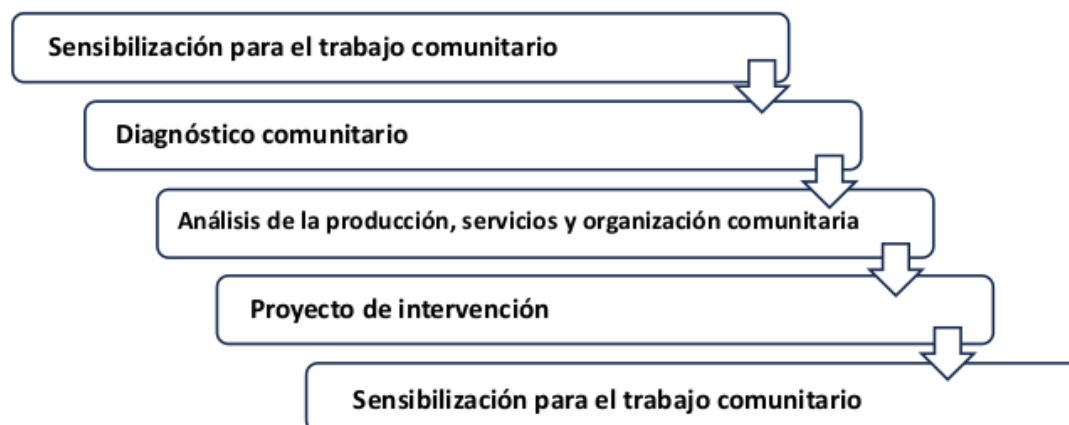 Sensibilización para el trabajo comunitario
Diagnóstico comunitario
Análisis de la producción, servicios y organización comunitaria
Proyecto de intervención
Sensibilización para el trabajo comunitario